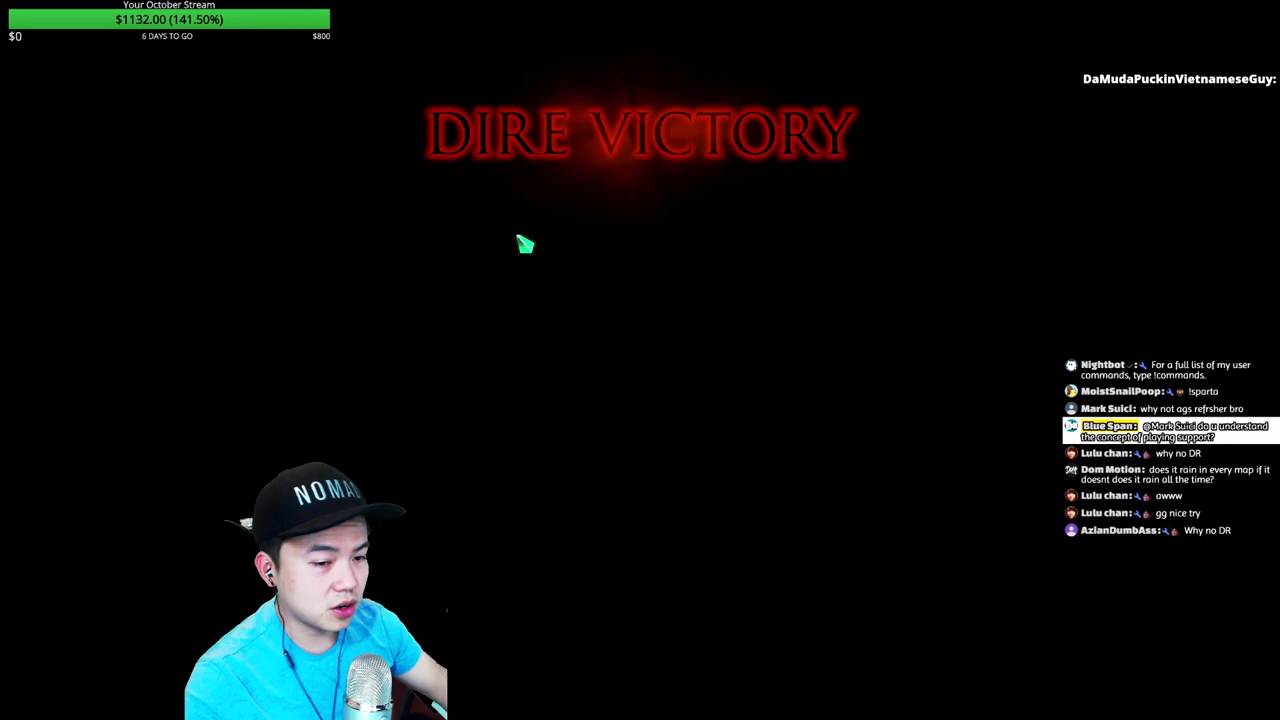 Your October Stream
$1132.00 (141.50%)
$0 6 DAYS TO GO $800
DaMudaPuckinVietnameseGuy:
DIRE VICTORY
Nightbot : For a full list of my user
commands, type !commands.
MoistSnailPoop: !sparta
Mark Suici: why not ags refrsher bro
Blue Span: @Mark Suici do u understand
the concept of playing support?
Lulu chan: why no DR
Dom Motion: does it rain in every map if it
doesnt does it rain all the time?
Lulu chan: awww
Lulu chan: gg nice try
AzianDumbAss: Why no DR